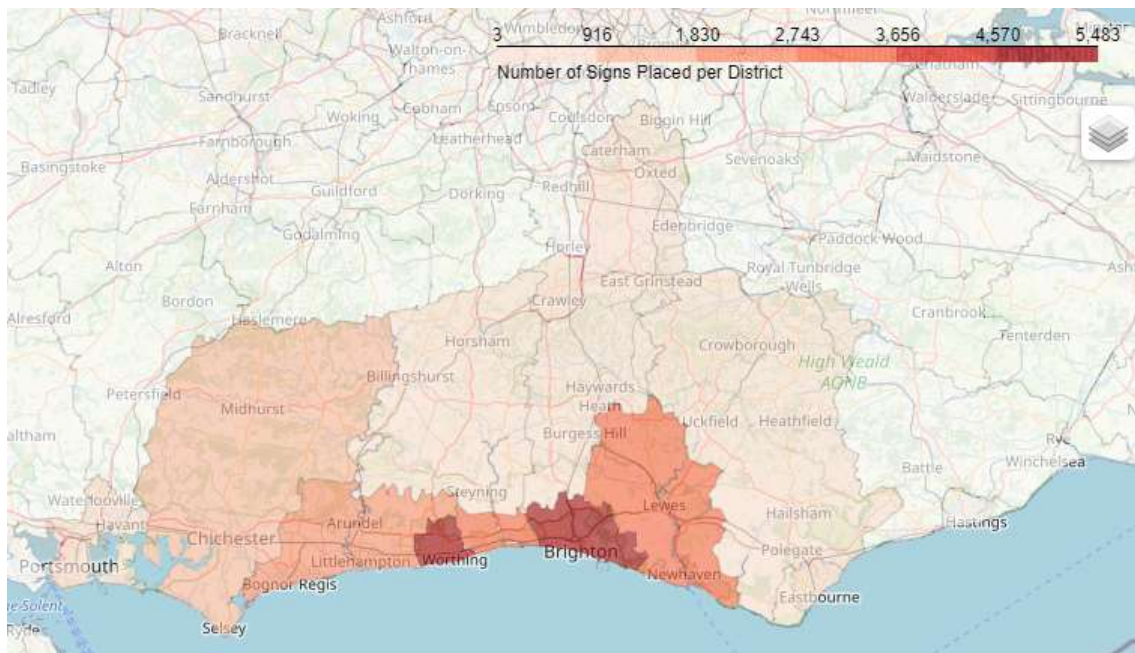 Bracknell
Ashford
Wimbledon
3 916 1,830 2,743 3,656 4,570 5,483
Number of Signs Placed per District
Walton-on-
Thames
Tadley
Sandhurst
Cobham
Epsom
Coulsdon
Biggin Hill
Walderslade
Sittingbourne
Woking
Farnborough
Leatherhead
Caterham
Oxted
Sevenoaks
Maidstone
Basingstoke
Aldershot
Guildford
Dorking
Redhill
Farnham
Godalming
Edenbridge
Paddock Wood
Alton
Horley
Royal Tunbridge
Wells
Bordon
Crawley
East Grinstead
Alresford
Haslemere
Cranbrook
Tenterden
Horsham
Crowborough
High Weald
AONB
Petersfield
Billingshurst
Midhurst
Haywards
Heath
Uckfield
Heathfield
Burgess Hill
Rye
Winchelsea
Battle
Steyning
Waterlooville
Havant
Arundel
Lewes
Hailsham
Hastings
Chichester
Littlehampton
Worthing
Brighton
Polegate
Portsmouth
Bognor Regis
Newhaven
Eastbourne
Selsey
Ryde